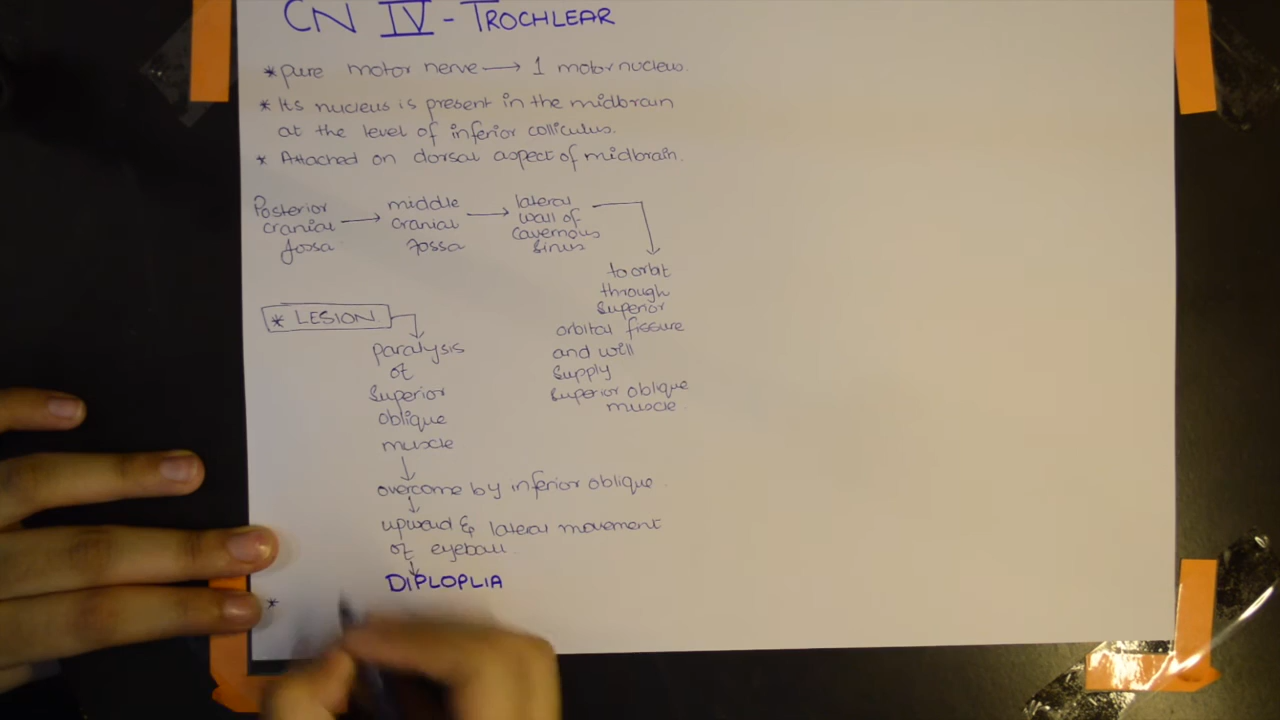 CN IV - TROCHLEAR
* pure motor nerve → 1 motor nucleus.
* Its nucleus is present in the midbrain
at the level of inferior colliculus.
* Attached on dorsal aspect of midbrain.
Posterior
cranial
fossa
→
middle
cranial
fossa
→
lateral
wall of
cavernous
sinus
to orbit
through
superior
orbital fissure
and will
supply
superior oblique
muscle.
* LESION
paralysis
of
superior
oblique
muscle
↓
overcome by inferior oblique.
↓
upward & lateral movement
of eyeball.
↓
DIPLOPLIA
*